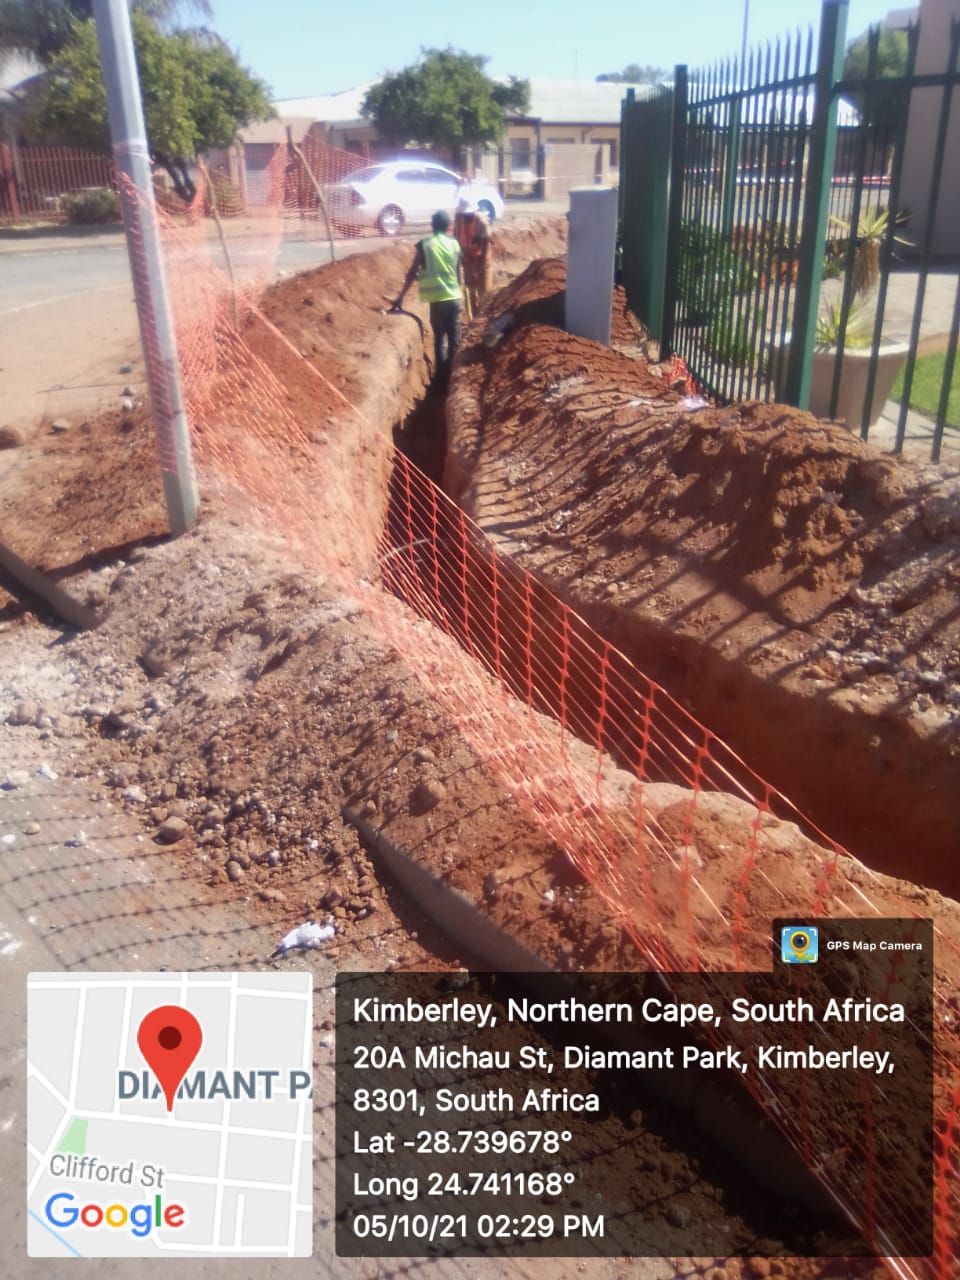 GPS Map Camera
Kimberley, Northern Cape, South Africa
20A Michau St, Diamant Park, Kimberley,
8301, South Africa
Lat -28.739678°
Long 24.741168°
05/10/21 02:29 PM
DIAMANT P
Clifford St
Google